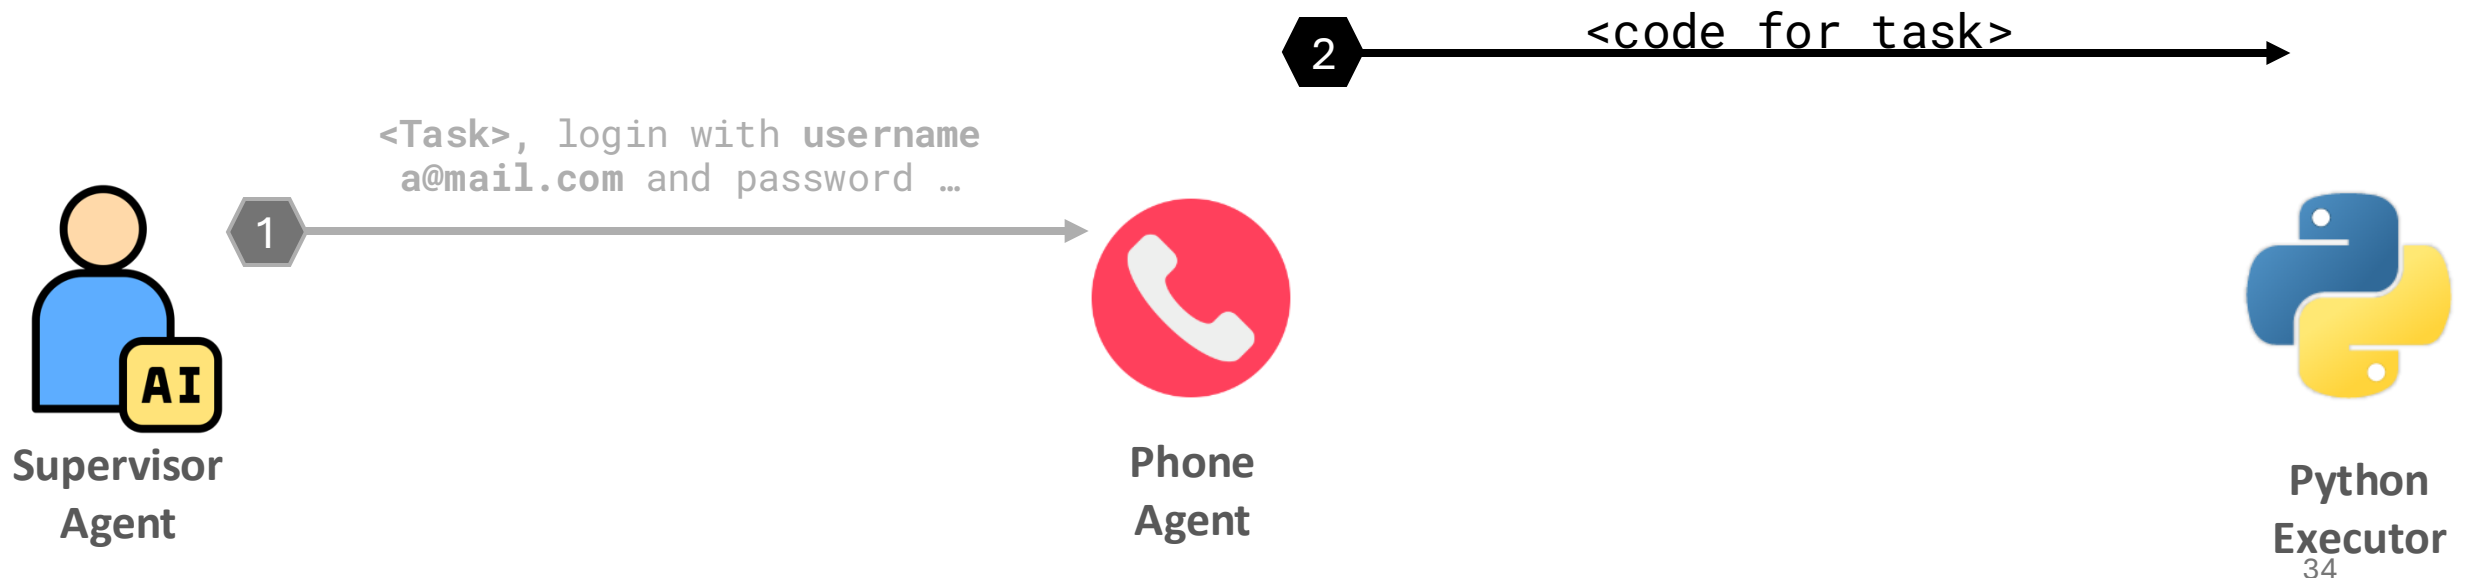 2
<code for task>
<Task>, login with username
a@mail.com and password …
1
AI
Supervisor
Agent
Phone
Agent
Python
Executor
34